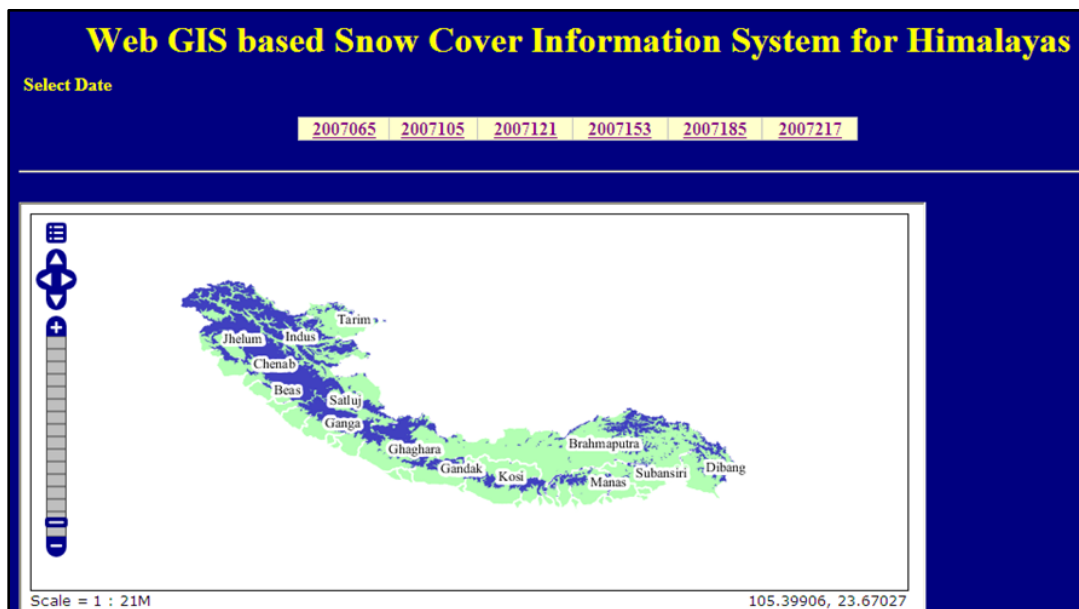 Web GIS based Snow Cover Information System for Himalayas
Select Date
2007065 2007105 2007121 2007153 2007185 2007217
Tarim
Jhelum Indus
Chenab
Beas
Satluj
Ganga
Ghaghara
Brahmaputra
Gandak
Kosi
Manas
Subansiri
Dibang
Scale = 1 : 21M
105.39906, 23.67027